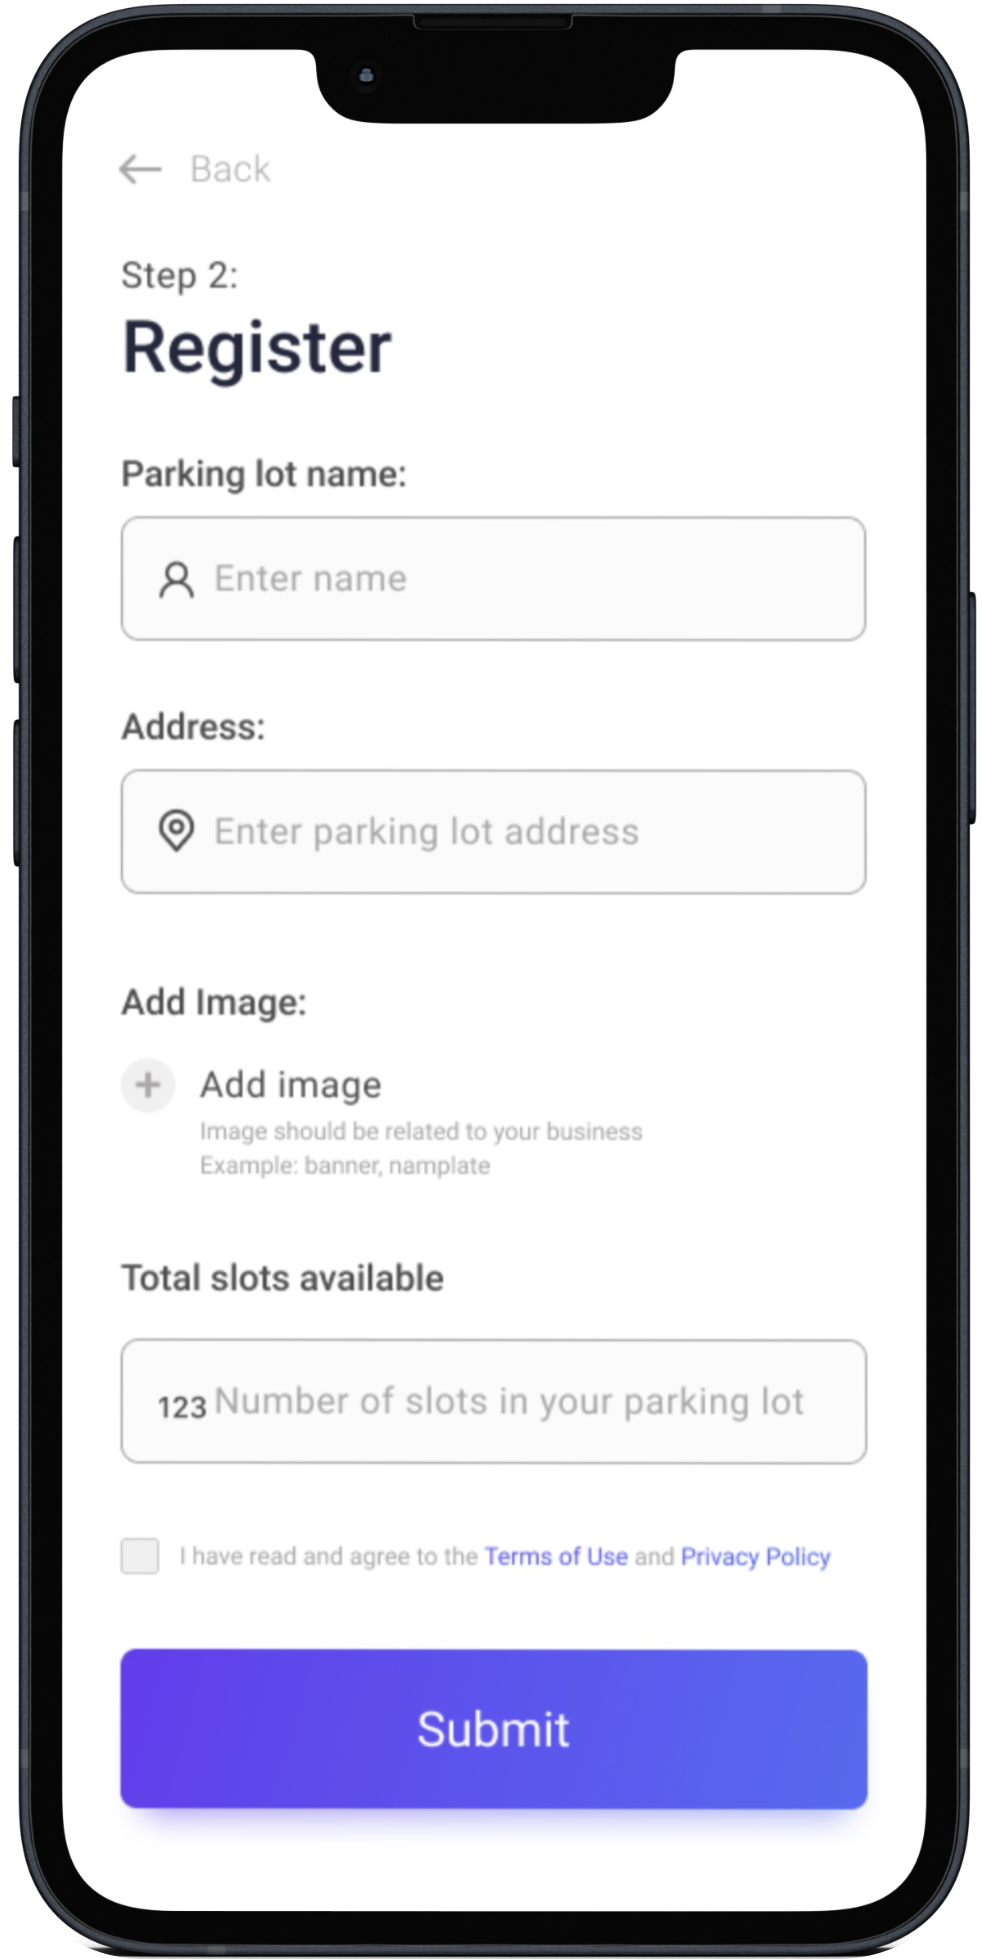 Back
Step 2:
Register
Parking lot name:
Enter name
Address:
Enter parking lot address
Add Image:
Add image
Image should be related to your business
Example: banner, namplate
Total slots available
123 Number of slots in your parking lot
I have read and agree to the Terms of Use and Privacy Policy
Submit